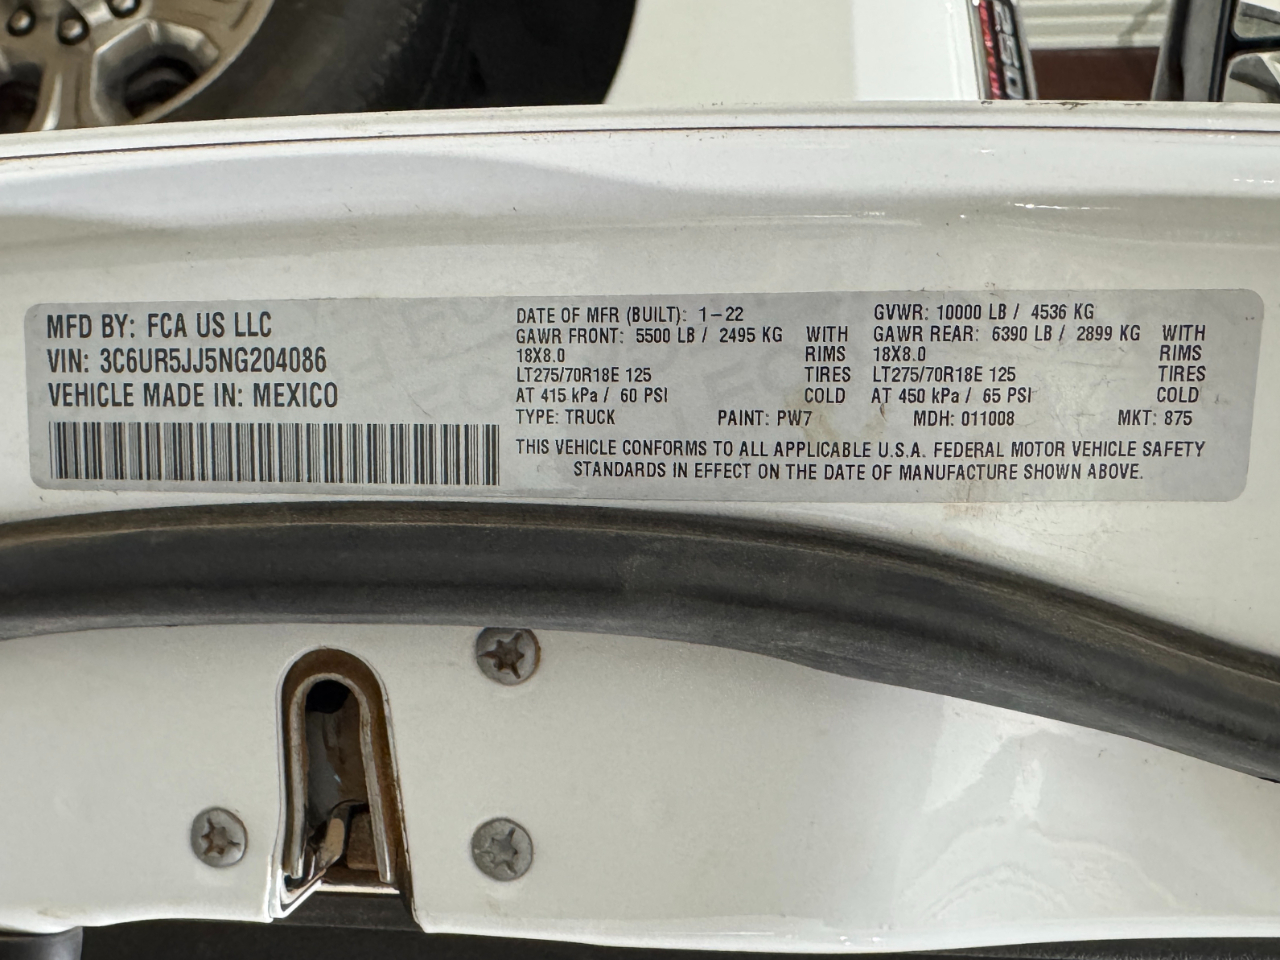 2500
HEAVY DUTY
MFD BY: FCA US LLC
VIN: 3C6UR5JJ5NG204086
VEHICLE MADE IN: MEXICO
DATE OF MFR (BUILT): 1-22
GAWR FRONT: 5500 LB / 2495 KG WITH
18X8.0 RIMS
LT275/70R18E 125 TIRES
AT 415 kPa / 60 PSI COLD
TYPE: TRUCK PAINT: PW7
GVWR: 10000 LB / 4536 KG
GAWR REAR: 6390 LB / 2899 KG WITH
18X8.0 RIMS
LT275/70R18E 125 TIRES
AT 450 kPa / 65 PSI COLD
MDH: 011008 MKT: 875
THIS VEHICLE CONFORMS TO ALL APPLICABLE U.S.A. FEDERAL MOTOR VEHICLE SAFETY
STANDARDS IN EFFECT ON THE DATE OF MANUFACTURE SHOWN ABOVE.